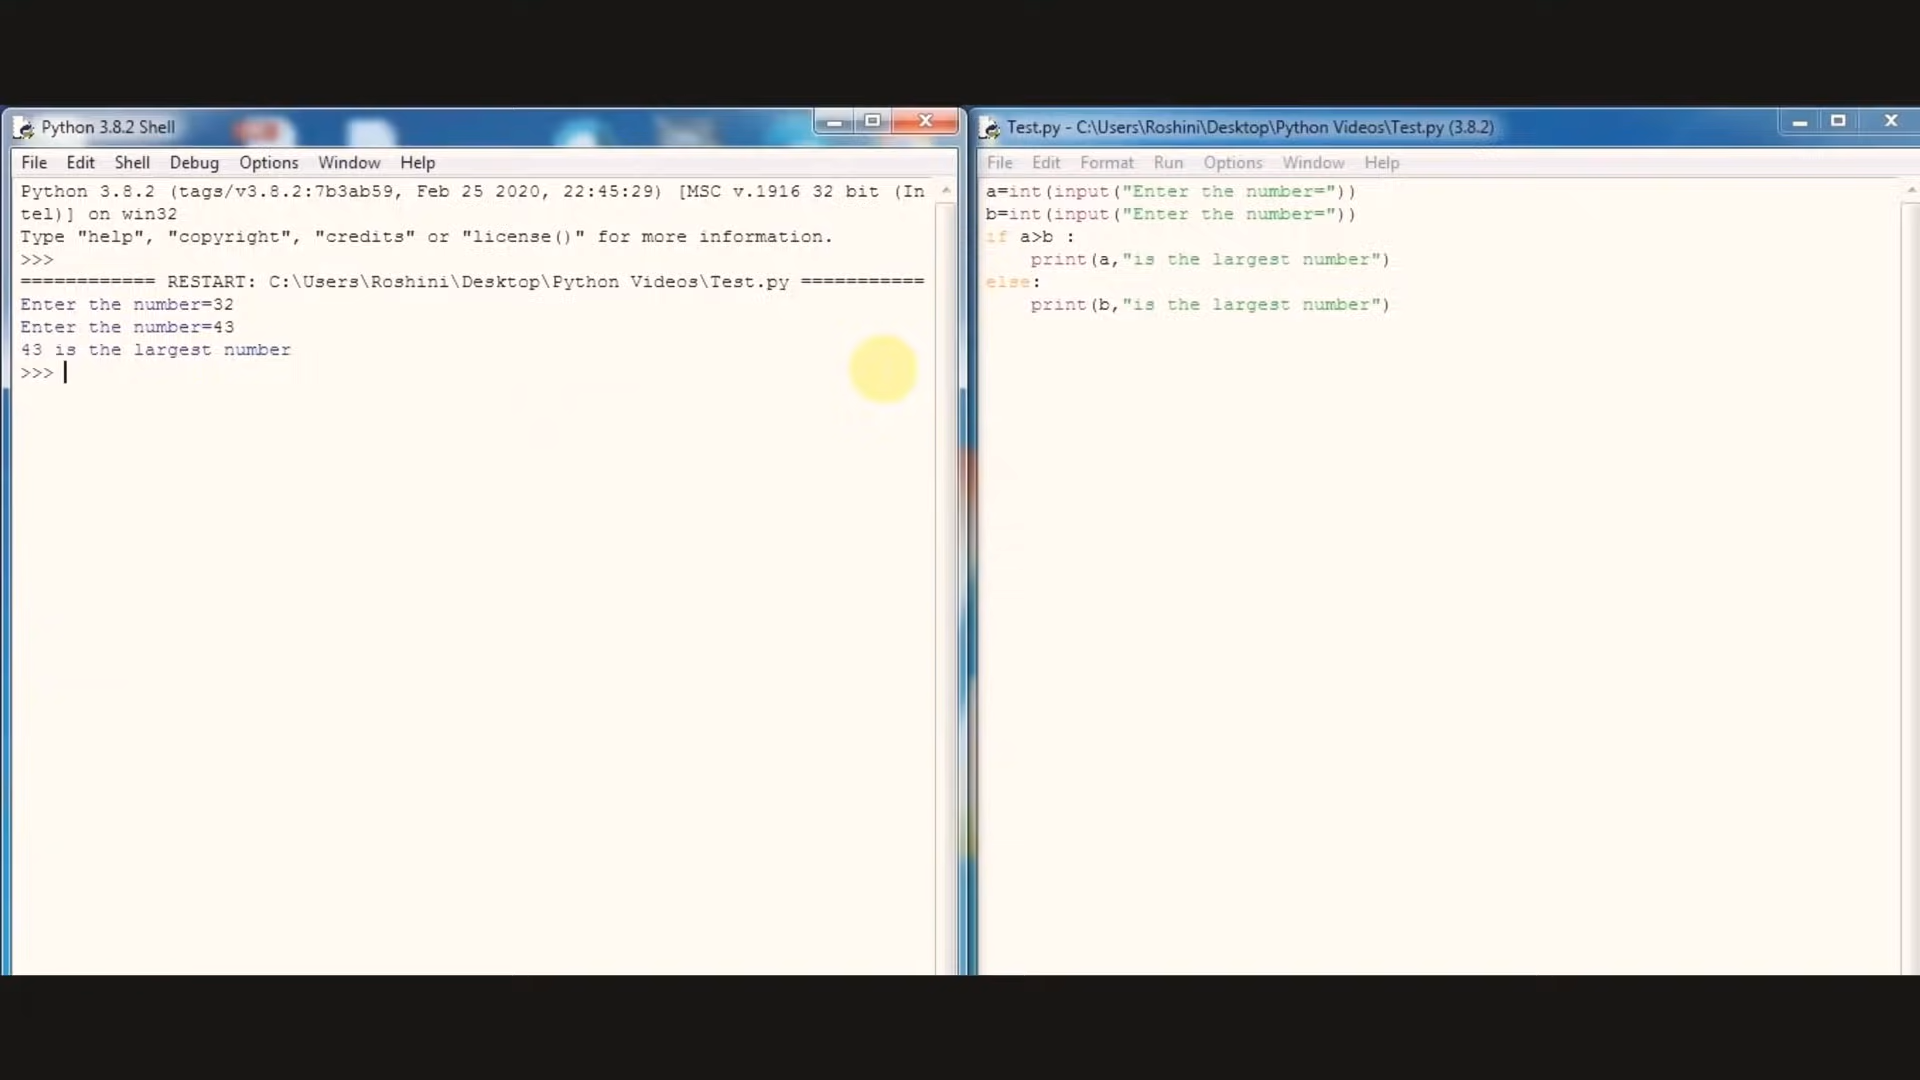 Python 3.8.2 Shell
File Edit Shell Debug Options Window Help
Python 3.8.2 (tags/v3.8.2:7b3ab59, Feb 25 2020, 22:45:29) [MSC v.1916 32 bit (In
tel)] on win32
Type "help", "copyright", "credits" or "license()" for more information.
>>>
============ RESTART: C:\Users\Roshini\Desktop\Python Videos\Test.py ===========
Enter the number=32
Enter the number=43
43 is the largest number
>>>
Test.py - C:\Users\Roshini\Desktop\Python Videos\Test.py (3.8.2)
File Edit Format Run Options Window Help
a=int(input("Enter the number="))
b=int(input("Enter the number="))
if a>b :
    print(a,"is the largest number")
else:
    print(b,"is the largest number")